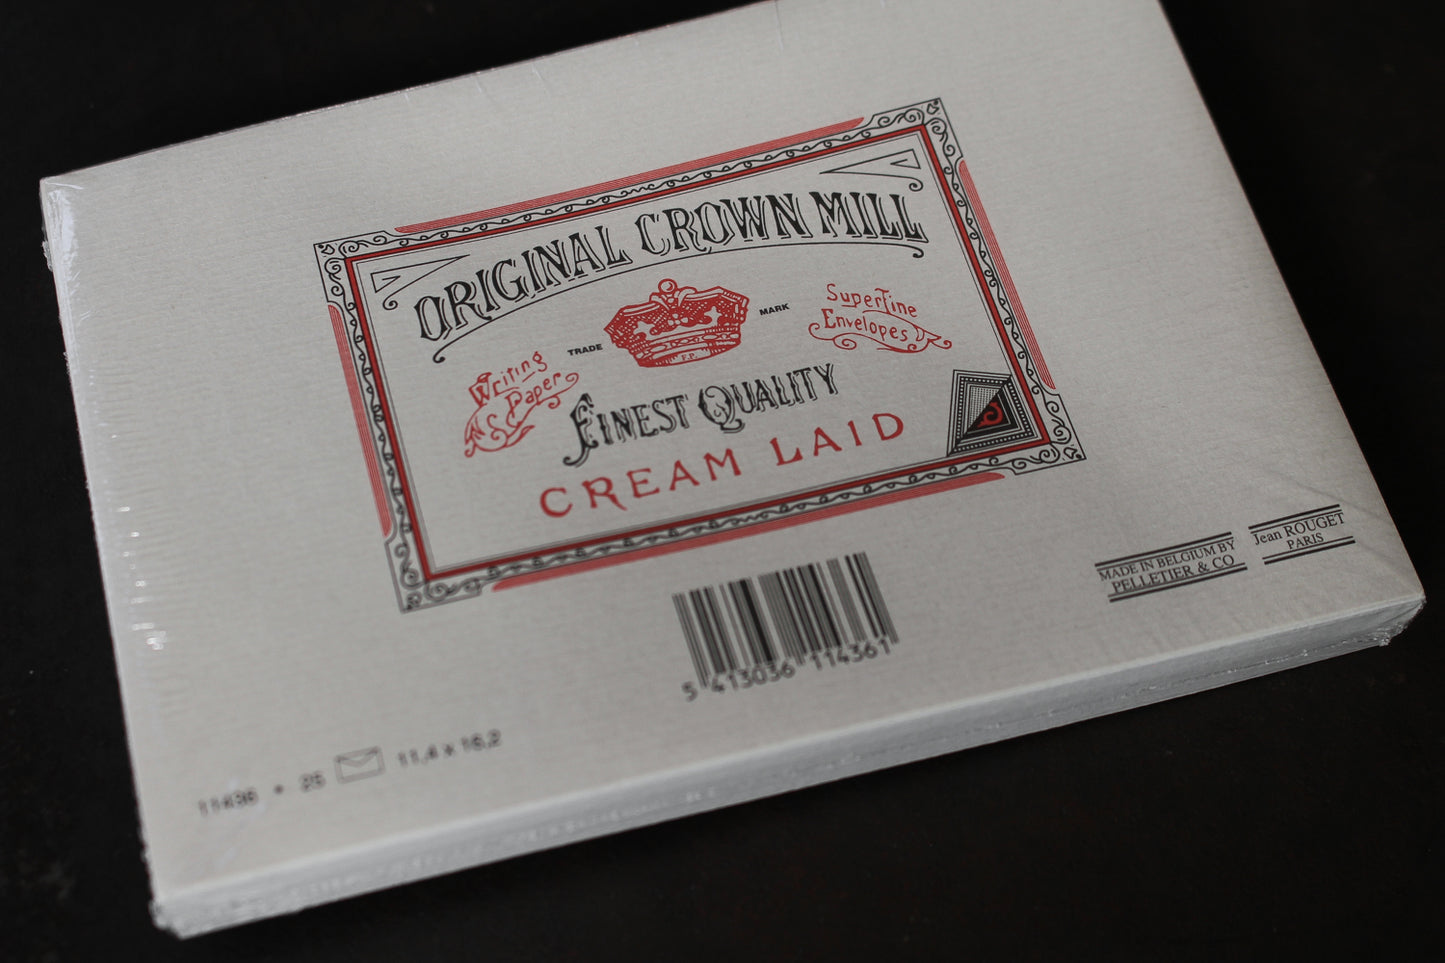 ORIGINAL CROWN MILL
TRADE MARK
F.P.
Writing
Paper
Superfine
Envelopes
FINEST QUALITY
CREAM LAID
MADE IN BELGIUM BY
PELLETIER & CO
Jean ROUGET
PARIS
5 413036 114361
11436 * 25 11,4 x 16,2